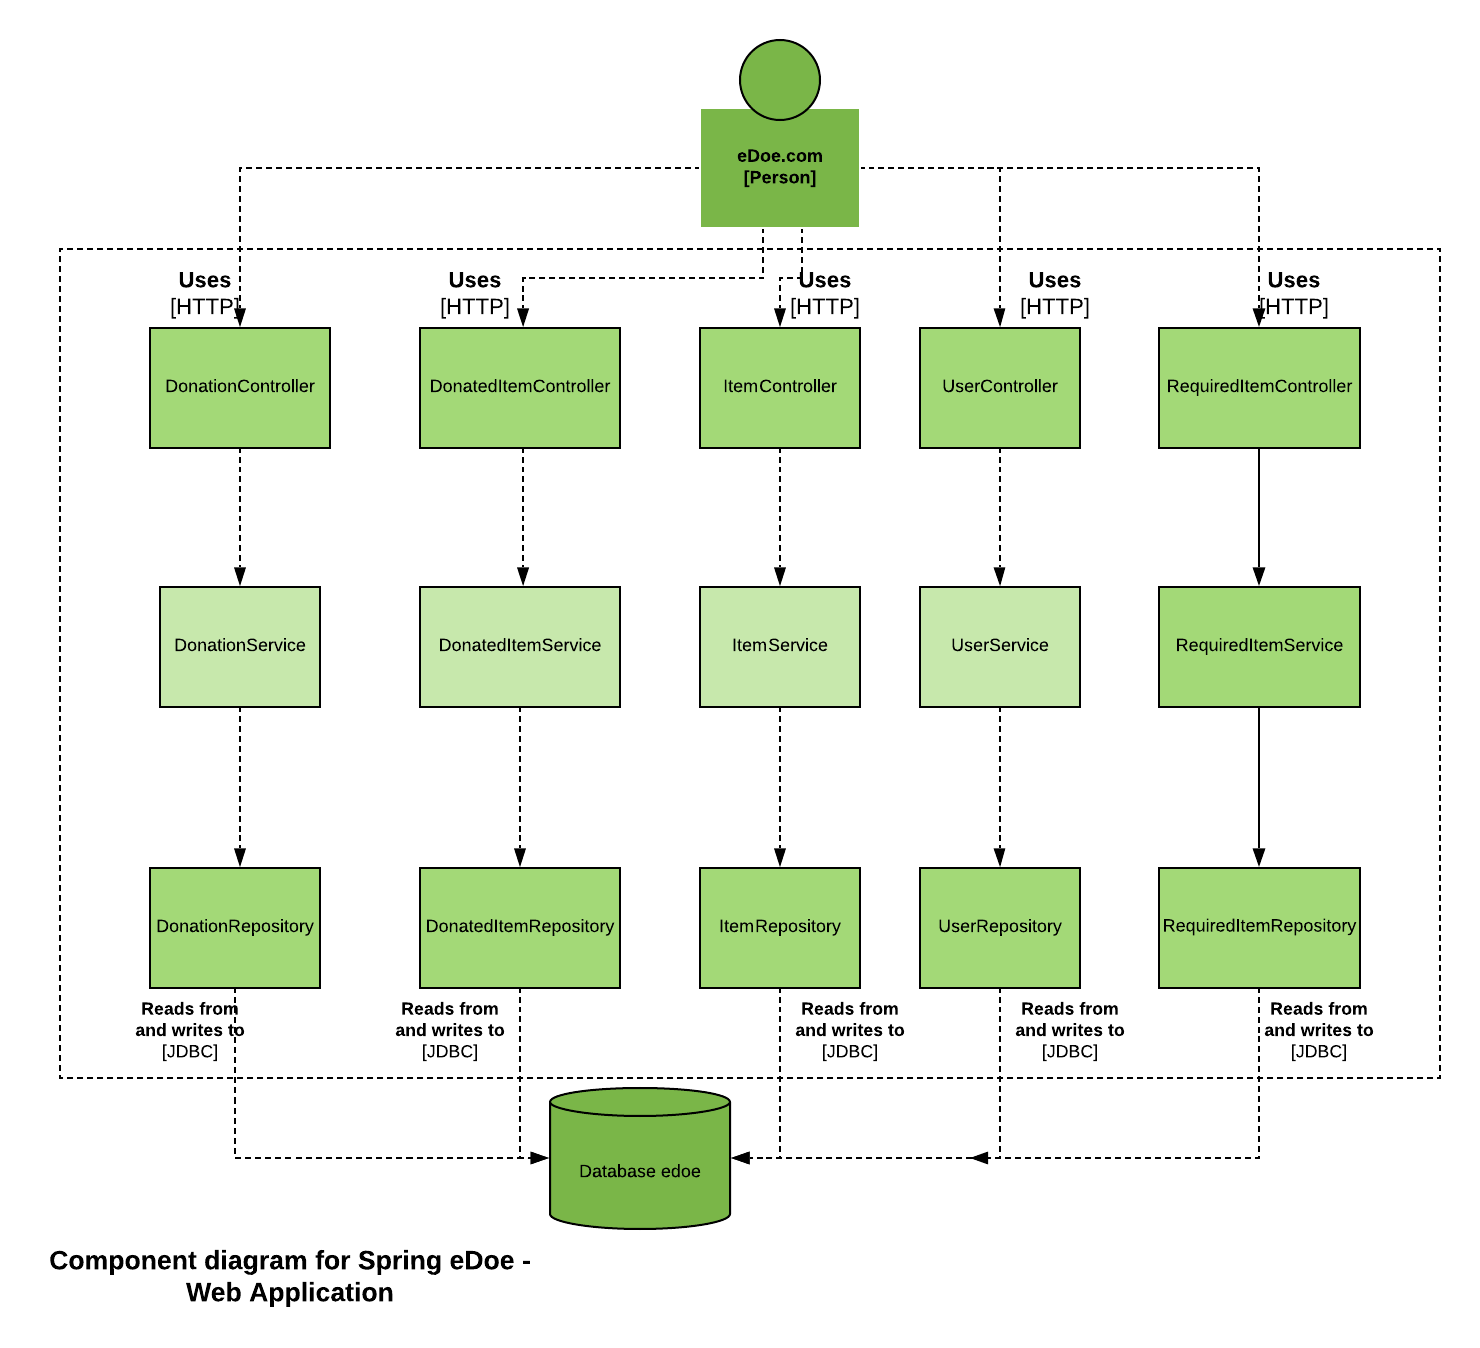 eDoe.com
[Person]
Uses
[HTTP]
Uses
[HTTP]
Uses
[HTTP]
Uses
[HTTP]
Uses
[HTTP]
DonationController
DonatedItemController
ItemController
UserController
RequiredItemController
DonationService
DonatedItemService
ItemService
UserService
RequiredItemService
DonationRepository
DonatedItemRepository
ItemRepository
UserRepository
RequiredItemRepository
Reads from
and writes to
[JDBC]
Reads from
and writes to
[JDBC]
Reads from
and writes to
[JDBC]
Reads from
and writes to
[JDBC]
Reads from
and writes to
[JDBC]
Database edoe
Component diagram for Spring eDoe -
Web Application